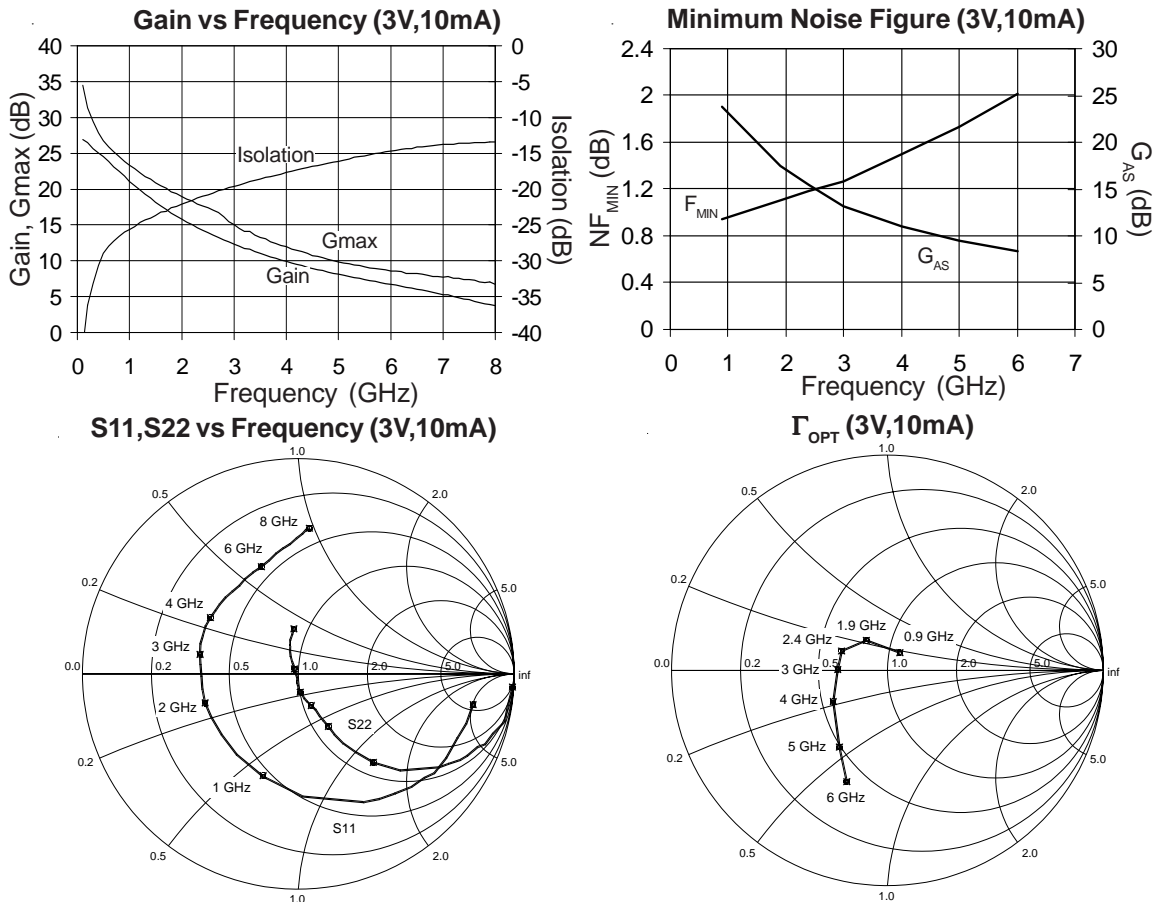 Gain vs Frequency (3V,10mA)
Gain, Gmax (dB)
40
35
30
25
20
15
10
5
0
0
-5
-10
-15
-20
-25
-30
-35
-40
Isolation (dB)
Isolation
Gmax
Gain
0 1 2 3 4 5 6 7 8
Frequency (GHz)
Minimum Noise Figure (3V,10mA)
NF MIN (dB)
2.4
2
1.6
1.2
0.8
0.4
0
30
25
20
15
10
5
0
G AS (dB)
F MIN
G AS
0 1 2 3 4 5 6 7
Frequency (GHz)
S11,S22 vs Frequency (3V,10mA)
1.0
0.5
2.0
8 GHz
6 GHz
0.2
5.0
4 GHz
3 GHz
0.0 0.2 0.5 1.0 2.0 5.0 inf
2 GHz
S22
0.2
5.0
1 GHz
S11
0.5
2.0
1.0
Γ OPT (3V,10mA)
1.0
0.5
2.0
0.2
5.0
1.9 GHz
2.4 GHz
0.9 GHz
0.0 0.2 0.5 1.0 2.0 5.0 inf
3 GHz
4 GHz
5 GHz
0.2
5.0
6 GHz
0.5
2.0
1.0